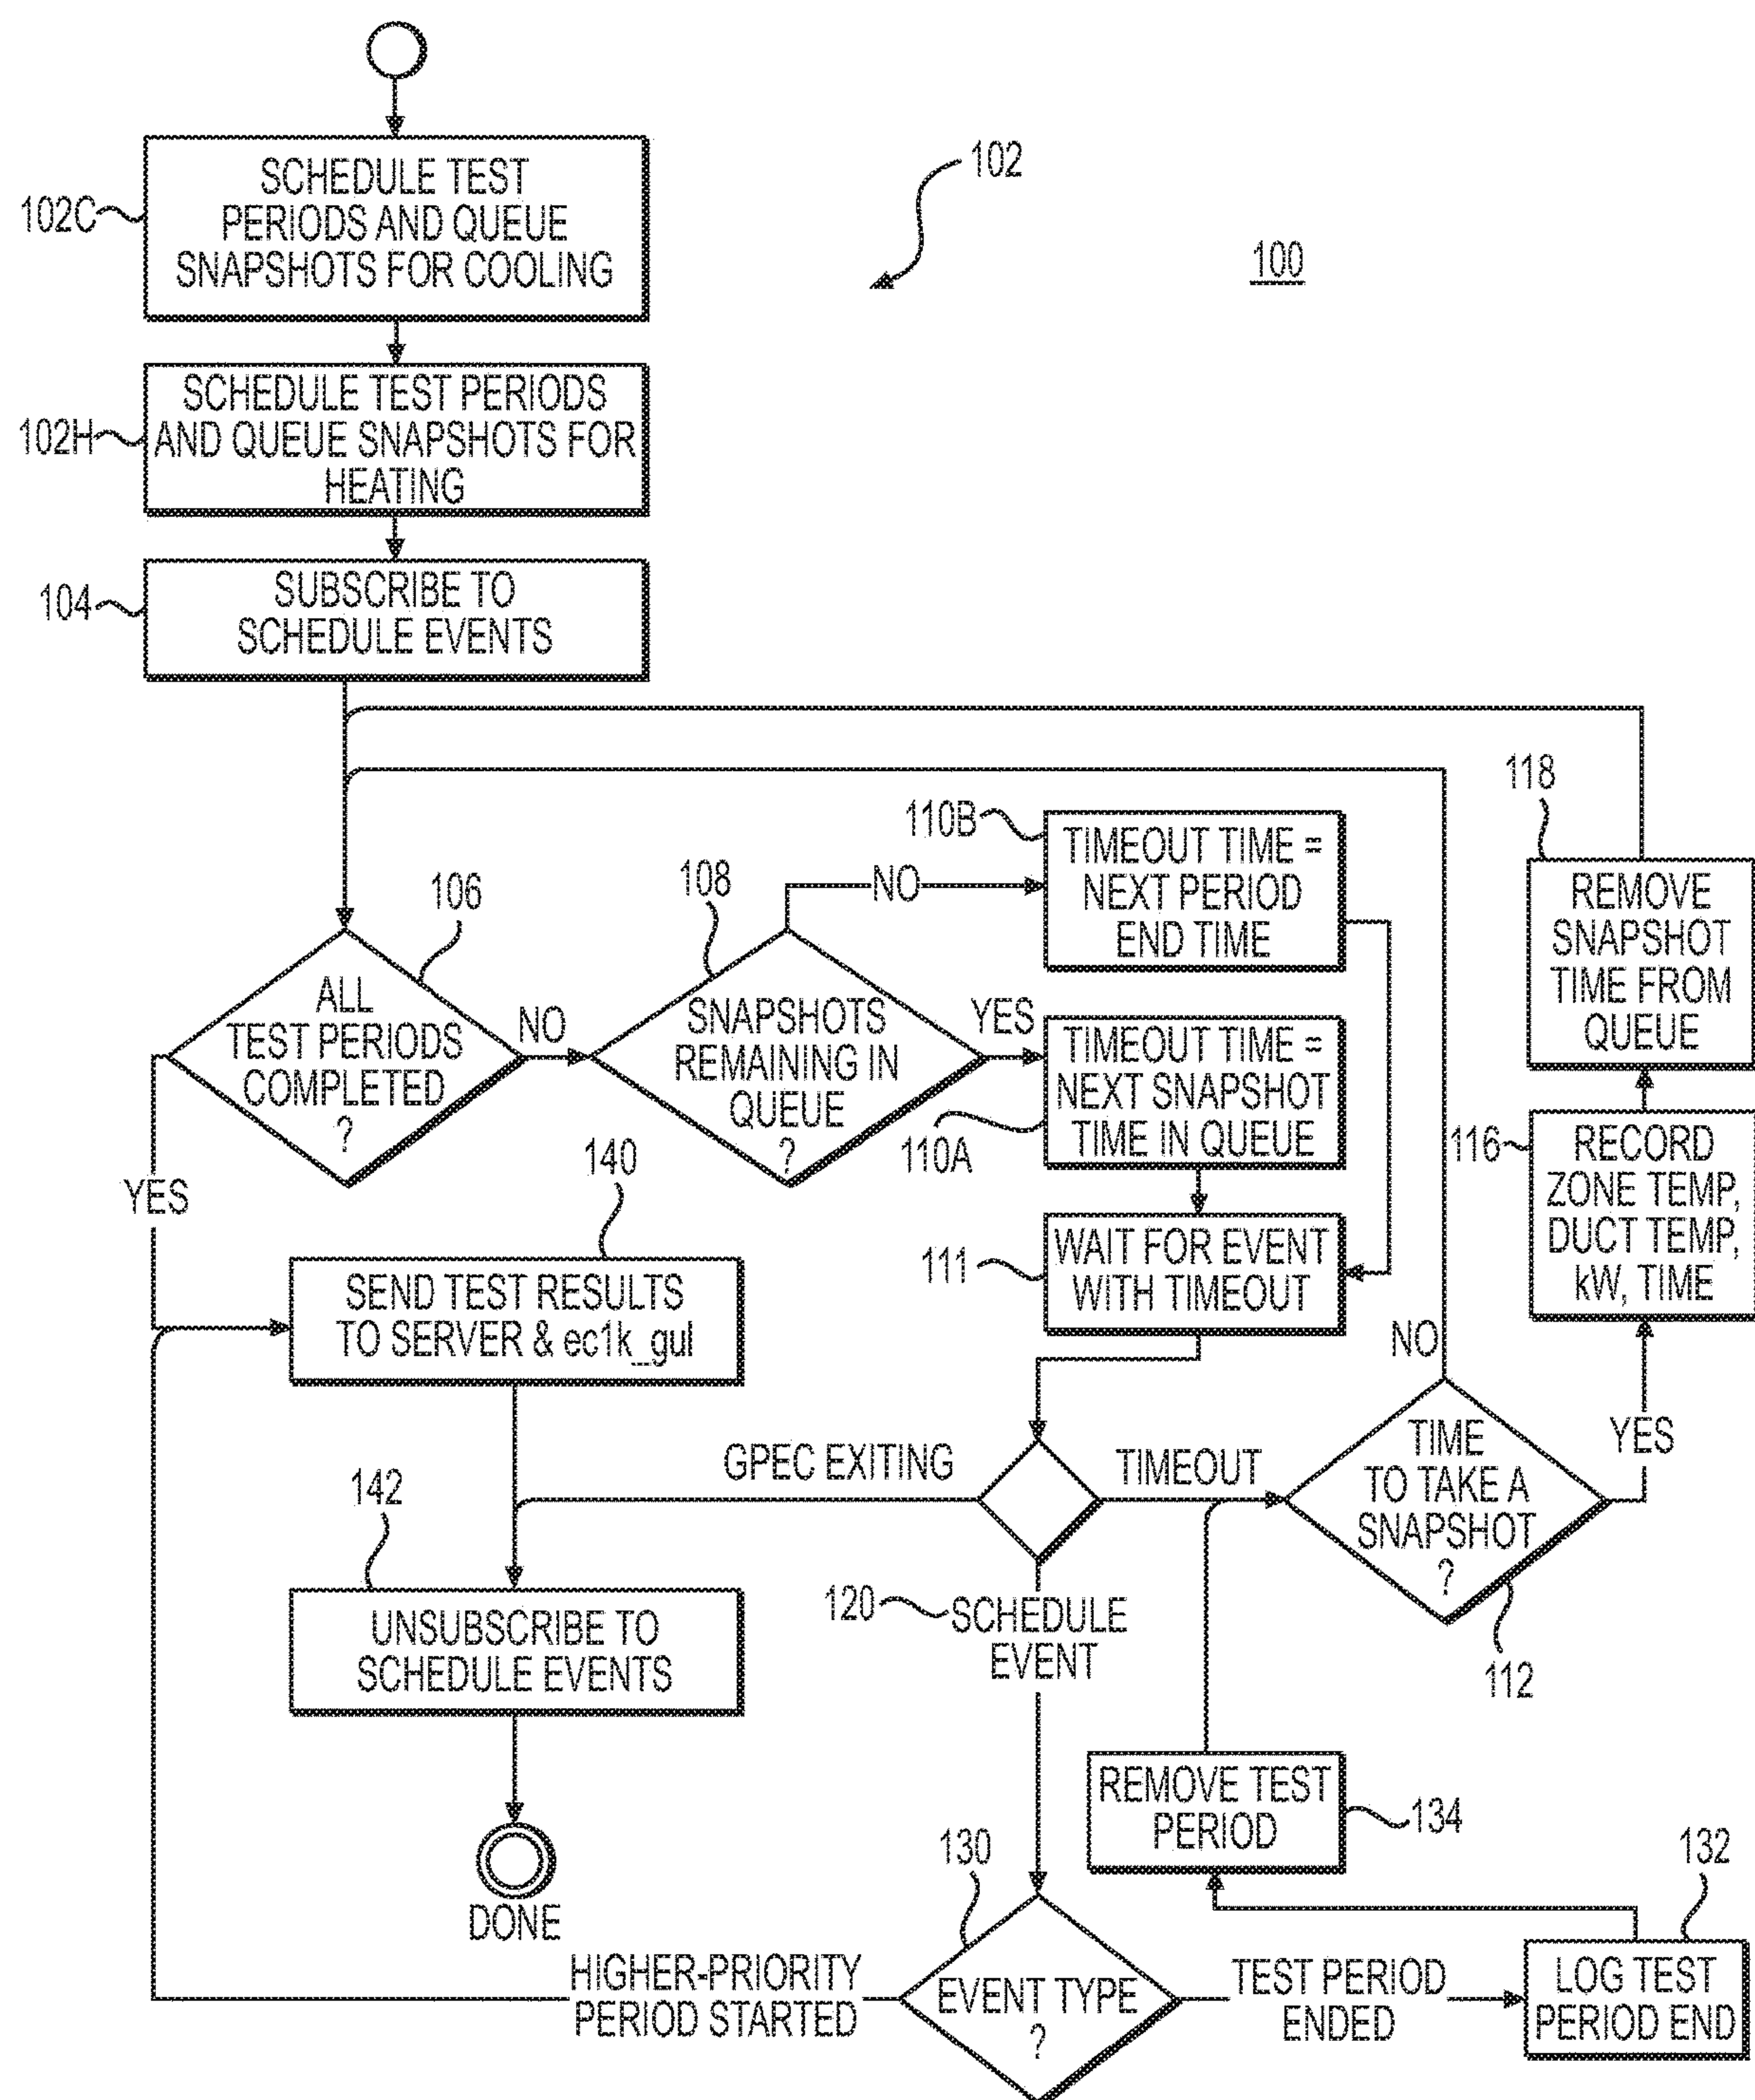 102C
SCHEDULE TEST
PERIODS AND QUEUE
SNAPSHOTS FOR COOLING
102
100
102H
SCHEDULE TEST PERIODS
AND QUEUE SNAPSHOTS FOR
HEATING
104
SUBSCRIBE TO
SCHEDULE EVENTS
106
ALL
TEST PERIODS
COMPLETED
?
NO
YES
108
SNAPSHOTS
REMAINING IN
QUEUE
?
NO
YES
110B
TIMEOUT TIME =
NEXT PERIOD
END TIME
110A
TIMEOUT TIME =
NEXT SNAPSHOT
TIME IN QUEUE
118
REMOVE
SNAPSHOT
TIME FROM
QUEUE
116
RECORD
ZONE TEMP,
DUCT TEMP,
kW, TIME
111
WAIT FOR EVENT
WITH TIMEOUT
140
SEND TEST RESULTS
TO SERVER & ec1k_gul
GPEC EXITING
TIMEOUT
NO
TIME
TO TAKE A
SNAPSHOT
?
YES
112
142
UNSUBSCRIBE TO
SCHEDULE EVENTS
120
SCHEDULE
EVENT
DONE
REMOVE TEST
PERIOD
134
130
EVENT TYPE
?
HIGHER-PRIORITY
PERIOD STARTED
TEST PERIOD
ENDED
132
LOG TEST
PERIOD END